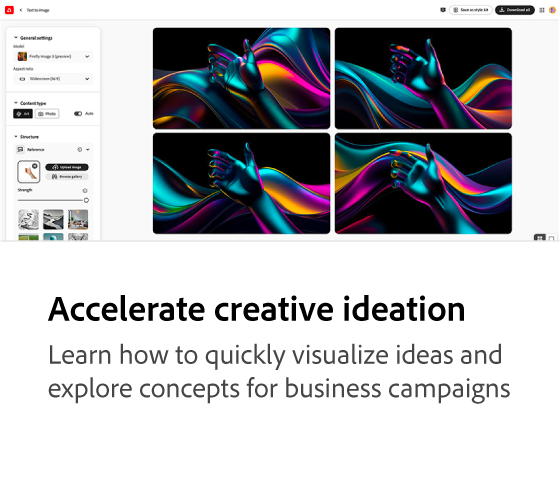 Text to image
Save as style kit
Download all
General settings
Model
Firefly Image 3 (preview)
Aspect ratio
Widescreen (16:9)
Content type
Art
Photo
Auto
Structure
Reference
Upload image
Browse gallery
Strength
Accelerate creative ideation
Learn how to quickly visualize ideas and
explore concepts for business campaigns